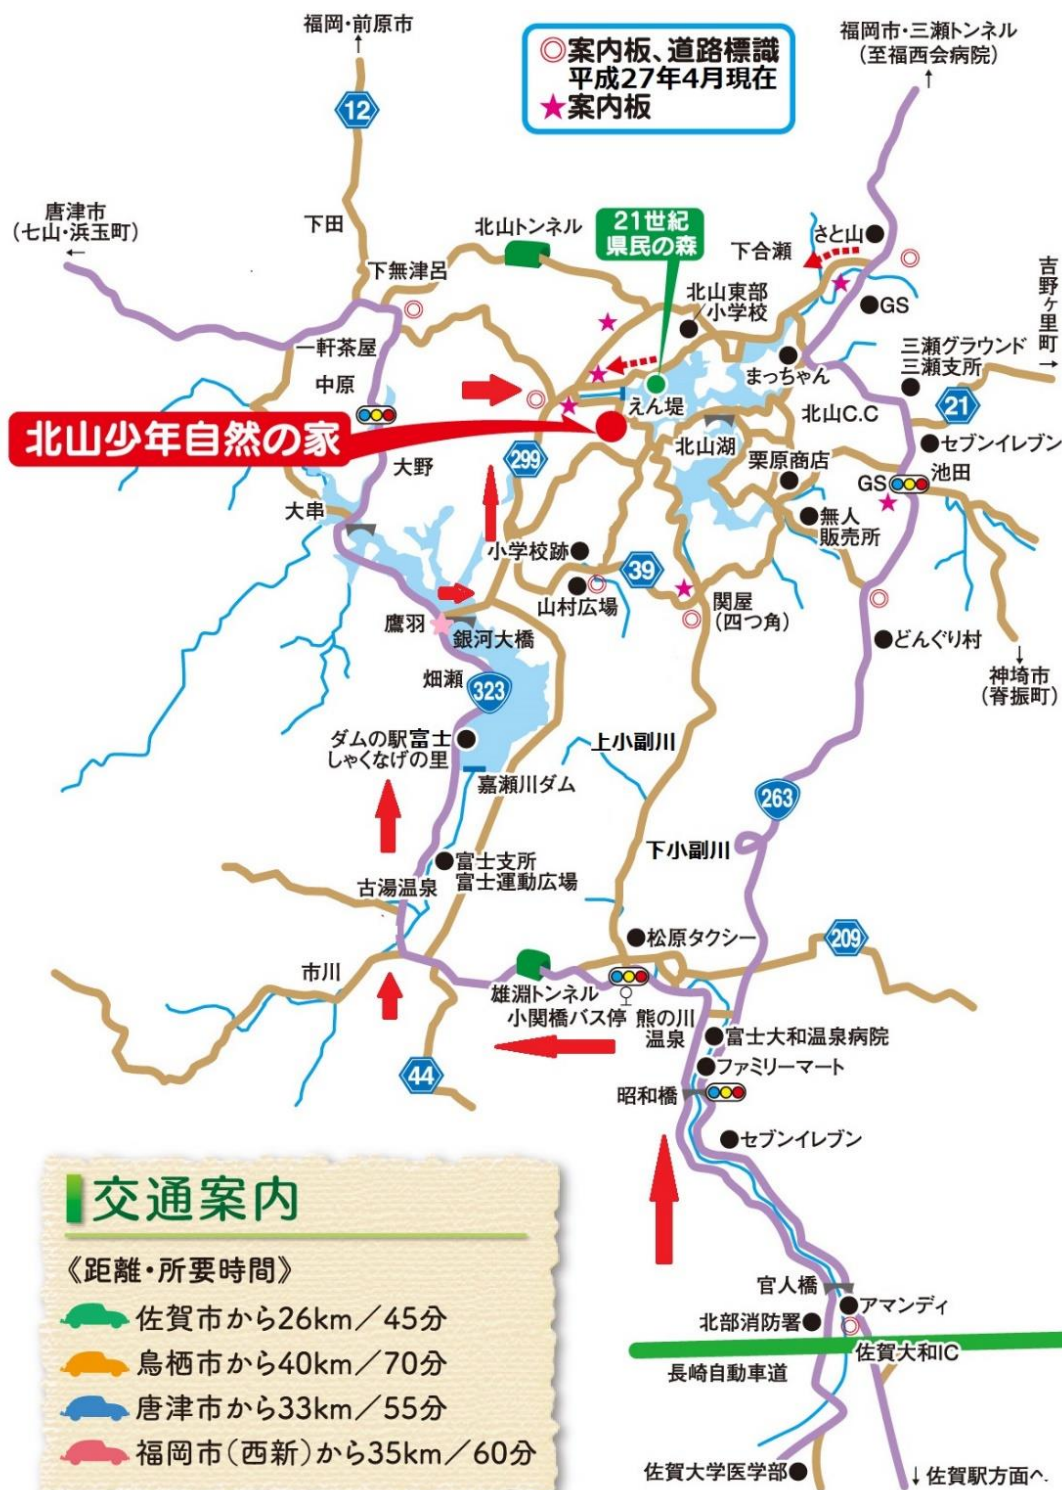 福岡・前原市
福岡市・三瀬トンネル
(至福西会病院)
◎案内板、道路標識
平成27年4月現在
★案内板
12
唐津市
(七山・浜玉町)
下田
北山トンネル
21世紀
県民の森
下合瀬
さと山
下無津呂
北山東部
小学校
GS
吉野ヶ里町
三瀬グラウンド
三瀬支所
一軒茶屋
まっちゃん
中原
えん堤
北山C.C
21
北山少年自然の家
北山湖
セブンイレブン
大野
299
栗原商店
GS
池田
大串
無人
販売所
小学校跡
39
山村広場
関屋
(四つ角)
鷹羽
銀河大橋
どんぐり村
神埼市
(脊振町)
畑瀬
323
ダムの駅富士
しゃくなげの里
上小副川
嘉瀬川ダム
263
下小副川
富士支所
富士運動広場
古湯温泉
松原タクシー
209
市川
雄淵トンネル
小関橋バス停
熊の川
温泉
富士大和温泉病院
ファミリーマート
44
昭和橋
セブンイレブン
交通案内
《距離・所要時間》
佐賀市から26km/45分
鳥栖市から40km/70分
唐津市から33km/55分
福岡市(西新)から35km/60分
官人橋
アマンディ
北部消防署
佐賀大和IC
長崎自動車道
佐賀大学医学部
↓佐賀駅方面へ